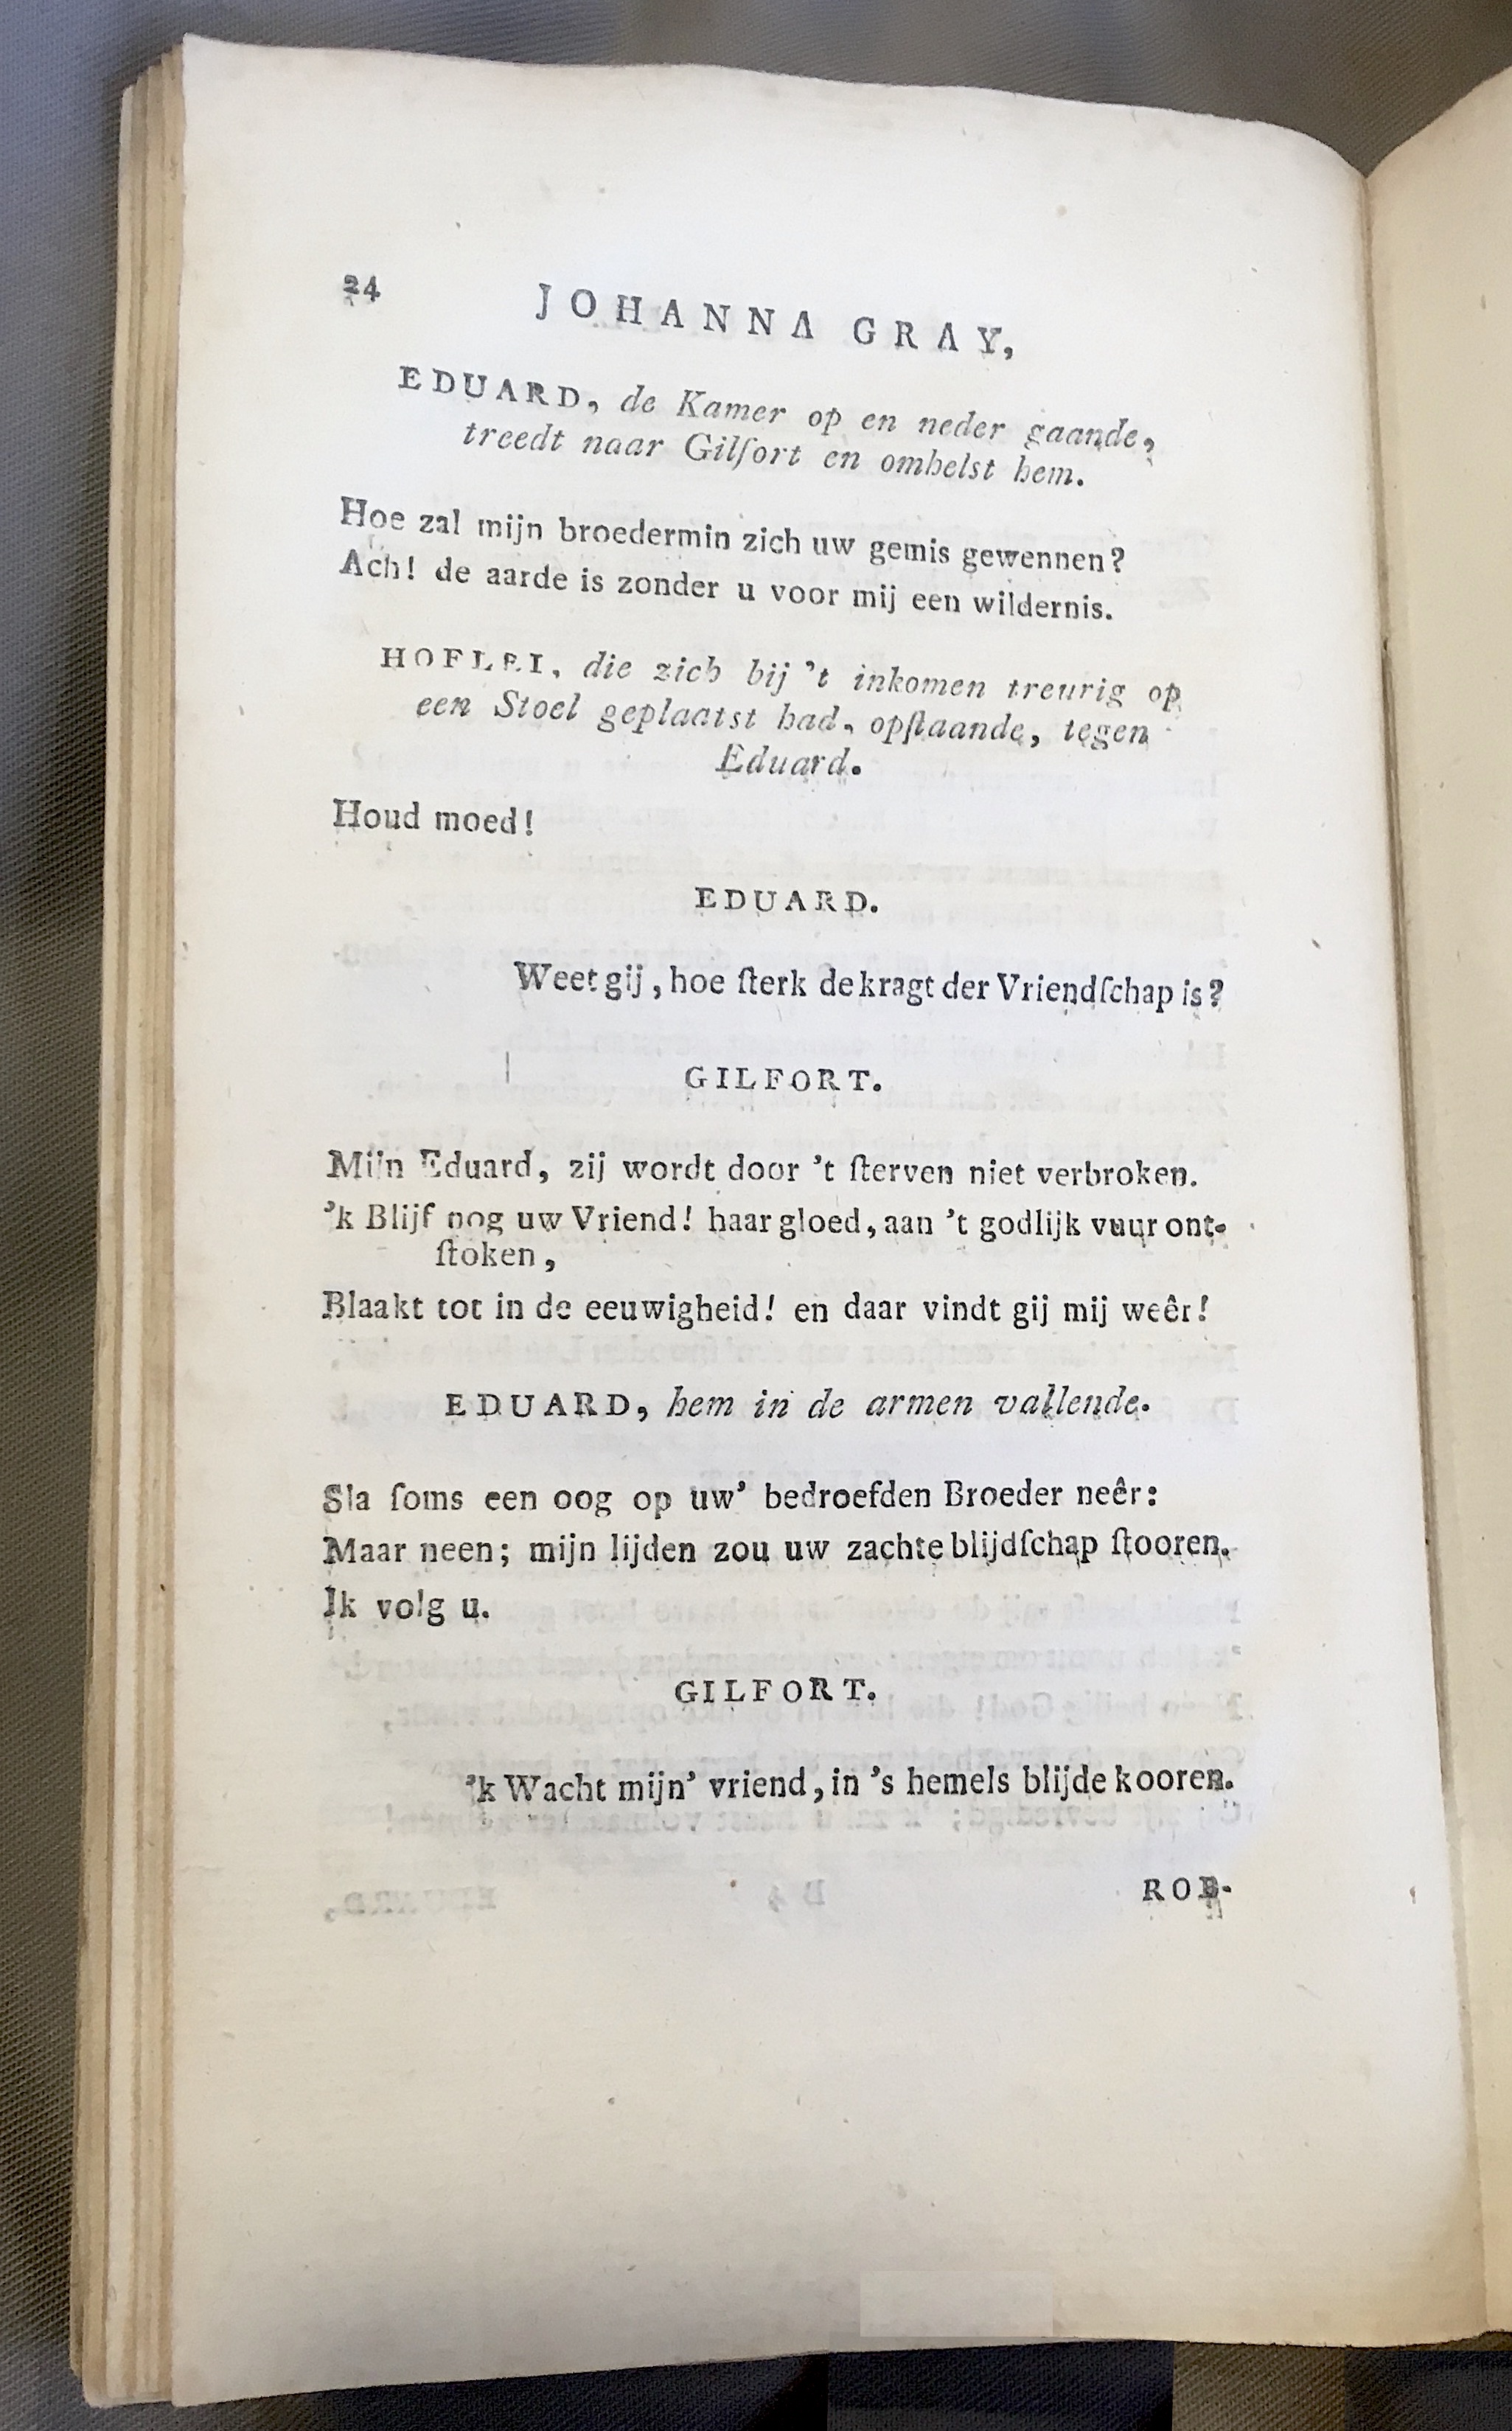 24 JOHANNA GRAY,
EDUARD, de Kamer op en neder gaande,
treedt naar Gilſort en omhelst hem.
Hoe zal mijn broedermin zich uw gemis gewennen?
Ach! de aarde is zonder u voor mij een wildernis.
HOFLEI, die zich bij 't inkomen treurig op
een Stoel geplaatst had, opſtaande, tegen
Eduard.
Houd moed!
EDUARD.
Weet gij, hoe ſterk de kragt der Vriendſchap is?
GILFORT.
Mijn Eduard, zij wordt door 't ſterven niet verbroken.
'k Blijf nog uw Vriend! haar gloed, aan 't godlijk vuur ont-
ſtoken,
Blaakt tot in de eeuwigheid! en daar vindt gij mij weêr!
EDUARD, hem in de armen vallende.
Sla ſoms een oog op uw' bedroefden Broeder neêr:
Maar neen; mijn lijden zou uw zachte blijdſchap ſtooren.
Ik volg u.
GILFORT.
'k Wacht mijn' vriend, in 's hemels blijde kooren.
ROB-